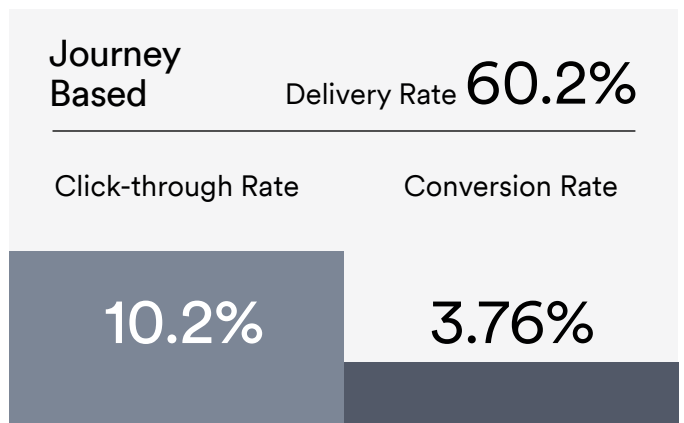 Journey
Based
Delivery Rate 60.2%
Click-through Rate
Conversion Rate
10.2%
3.76%